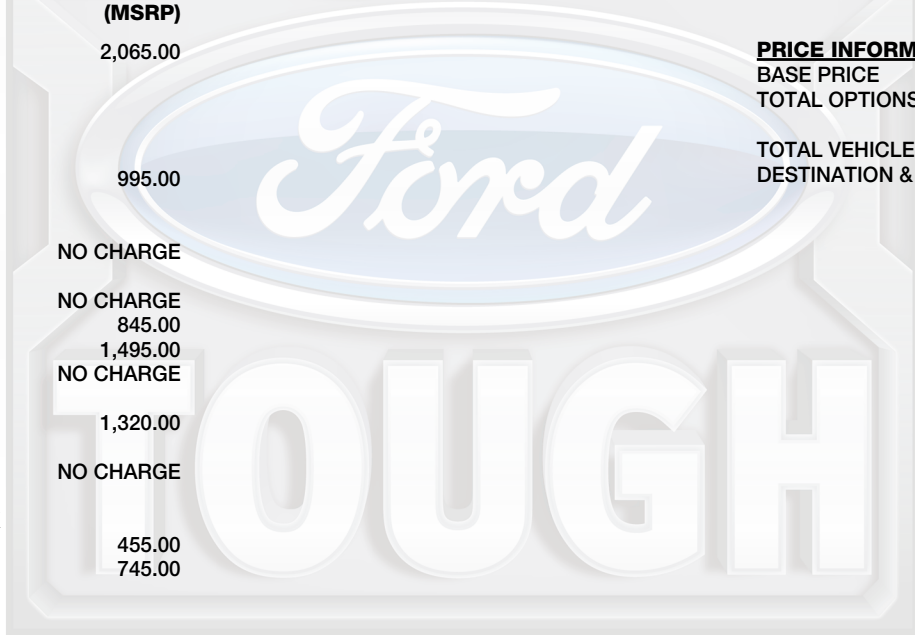 (MSRP)
2,065.00
995.00
NO CHARGE
NO CHARGE
845.00
1,495.00
NO CHARGE
1,320.00
NO CHARGE
455.00
745.00
PRICE INFORM
BASE PRICE
TOTAL OPTIONS
TOTAL VEHICLE
DESTINATION &
Ford
TOUGH